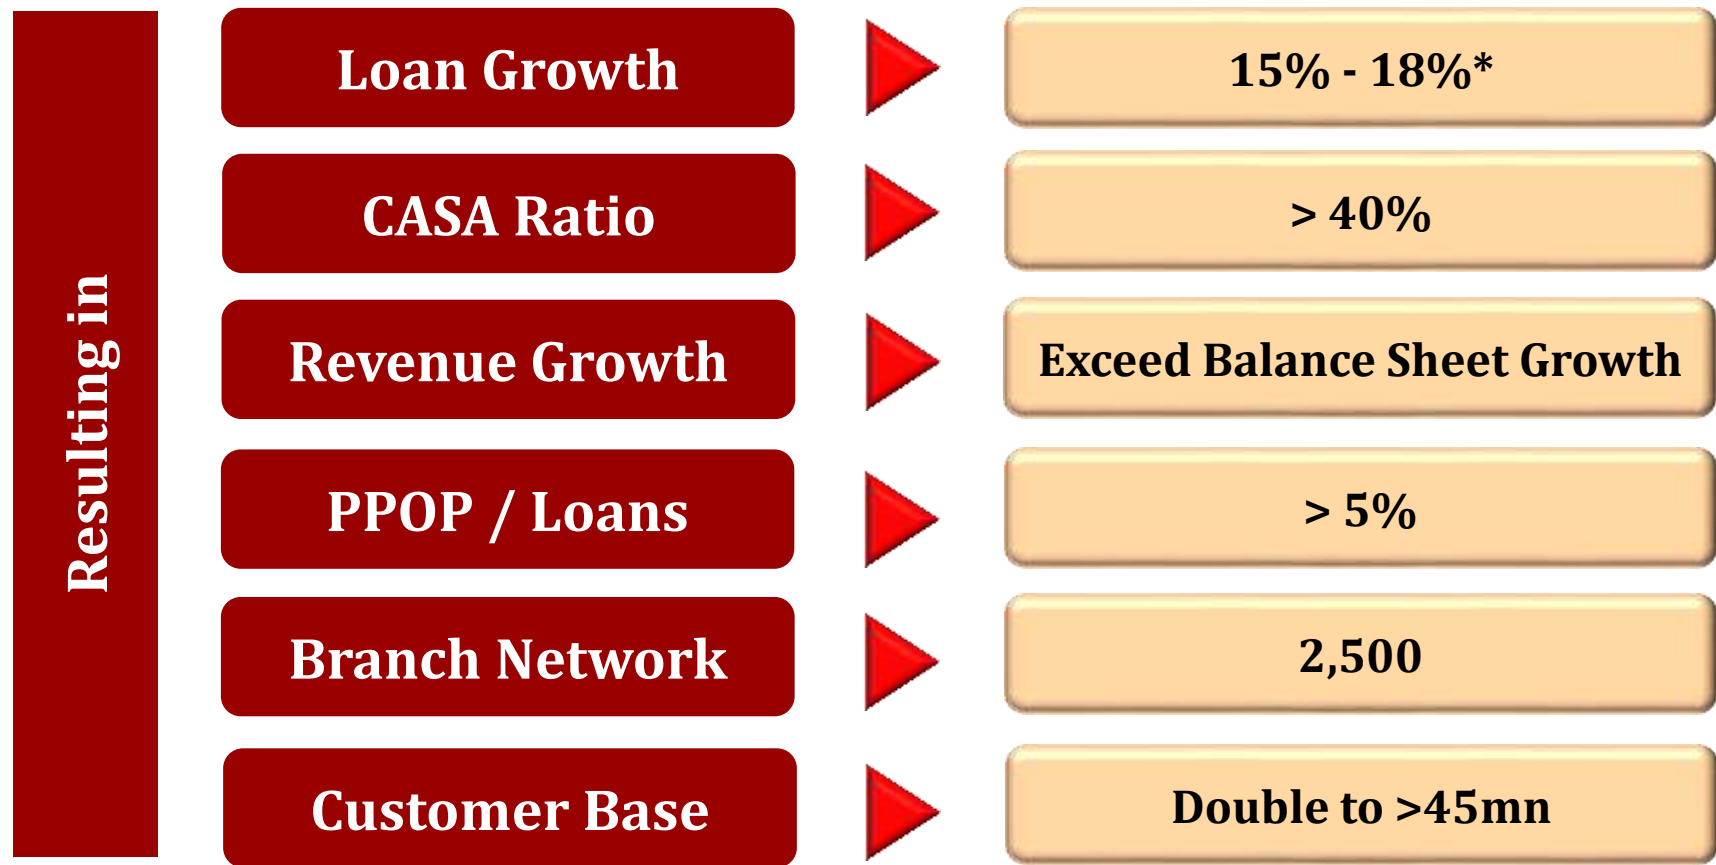 Resulting in
Loan Growth
15% - 18%*
CASA Ratio
> 40%
Revenue Growth
Exceed Balance Sheet Growth
PPOP / Loans
> 5%
Branch Network
2,500
Customer Base
Double to >45mn